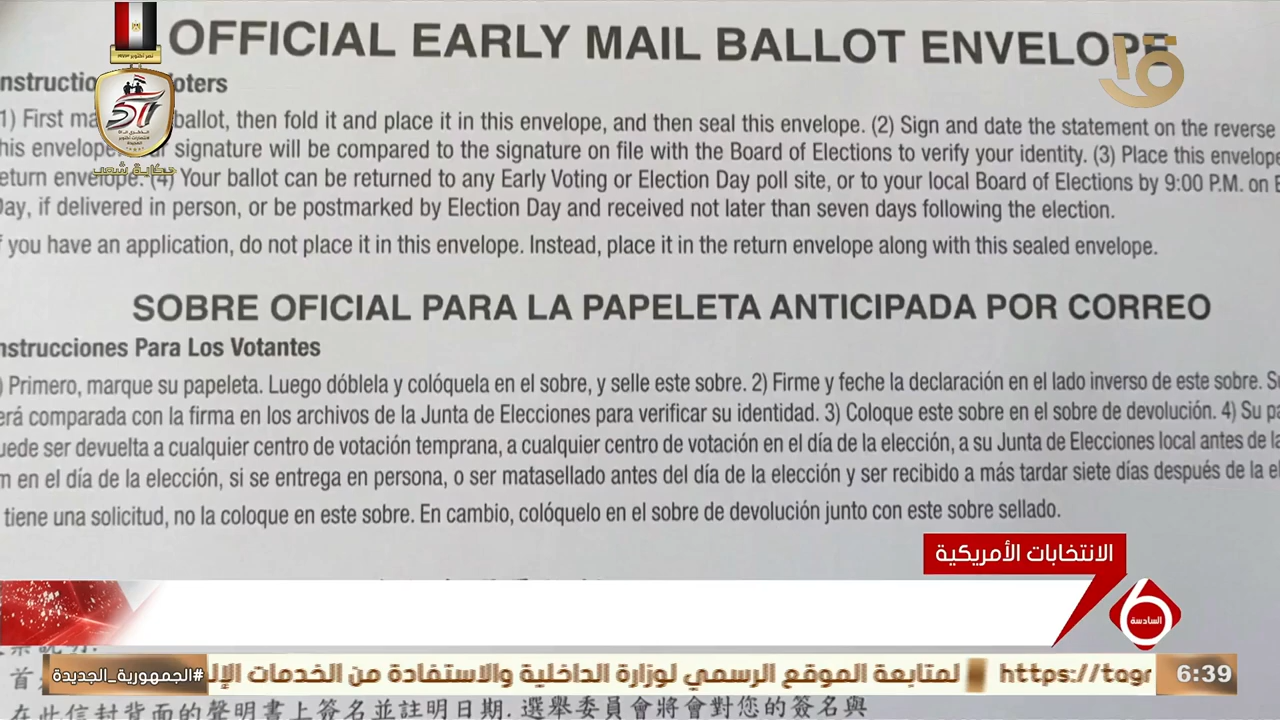 OFFICIAL EARLY MAIL BALLOT ENVELOPE
nstructio oters
1) First ma ballot, then fold it and place it in this envelope, and then seal this envelope. (2) Sign and date the statement on the reverse
his envelope. signature will be compared to the signature on file with the Board of Elections to verify your identity. (3) Place this envelope
eturn envelope. (4) Your ballot can be returned to any Early Voting or Election Day poll site, or to your local Board of Elections by 9:00 P.M. on E
Day, if delivered in person, or be postmarked by Election Day and received not later than seven days following the election.
f you have an application, do not place it in this envelope. Instead, place it in the return envelope along with this sealed envelope.
SOBRE OFICIAL PARA LA PAPELETA ANTICIPADA POR CORREO
nstrucciones Para Los Votantes
) Primero, marque su papeleta. Luego dóblela y colóquela en el sobre, y selle este sobre. 2) Firme y feche la declaración en el lado inverso de este sobre. Su
erá comparada con la firma en los archivos de la Junta de Elecciones para verificar su identidad. 3) Coloque este sobre en el sobre de devolución. 4) Su pa
uede ser devuelta a cualquier centro de votación temprana, a cualquier centro de votación en el día de la elección, a su Junta de Elecciones local antes de la
m en el día de la elección, si se entrega en persona, o ser matasellado antes del día de la elección y ser recibido a más tardar siete días después de la el
tiene una solicitud, no la coloque en este sobre. En cambio, colóquelo en el sobre de devolución junto con este sobre sellado.
نصر أكتوبر
حكاية شعب
الانتخابات الأمريكية
6 السادسة
#الجمهورية_الجديدة
لمتابعة الموقع الرسمي لوزارة الداخلية والاستفادة من الخدمات الإل
https://togr
6:39
首
在此信封背面的聲明書上簽名並註明日期. 選舉委員會將會對您的簽名與